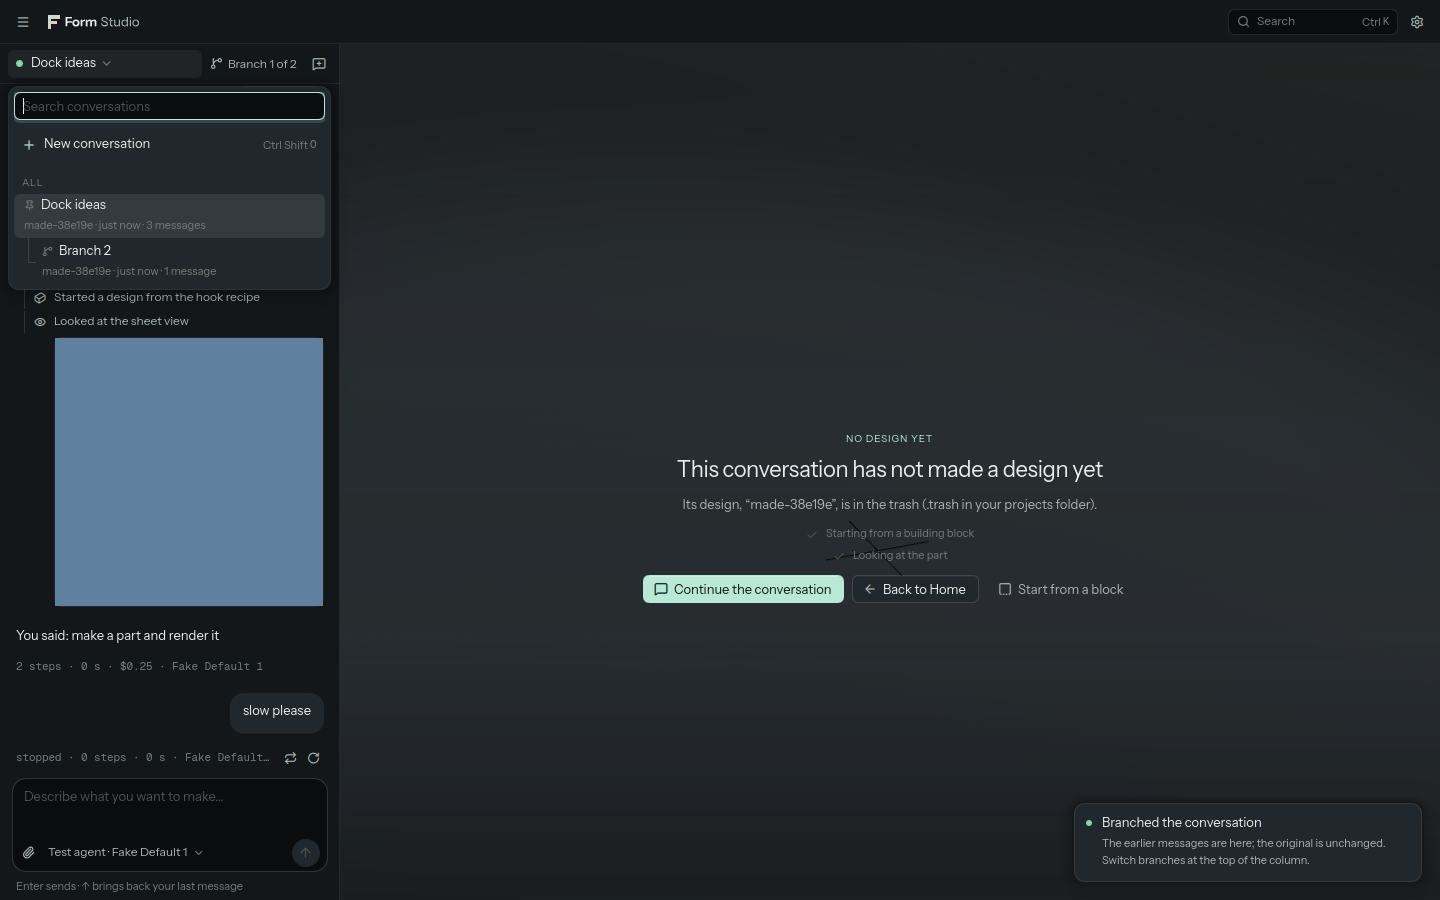 Form Studio
Search
Ctrl K
Dock ideas
Branch 1 of 2
Search conversations
New conversation
Ctrl Shift O
ALL
Dock ideas
made-38e19e · just now · 3 messages
Branch 2
made-38e19e · just now · 1 message
Started a design from the hook recipe
Looked at the sheet view
You said: make a part and render it
2 steps · 0 s · $0.25 · Fake Default 1
slow please
stopped · 0 steps · 0 s · Fake Default…
Describe what you want to make...
Test agent · Fake Default 1
Enter sends · ↑ brings back your last message
NO DESIGN YET
This conversation has not made a design yet
Its design, “made-38e19e”, is in the trash (.trash in your projects folder).
Starting from a building block
Looking at the part
Continue the conversation
Back to Home
Start from a block
Branched the conversation
The earlier messages are here; the original is unchanged.
Switch branches at the top of the column.